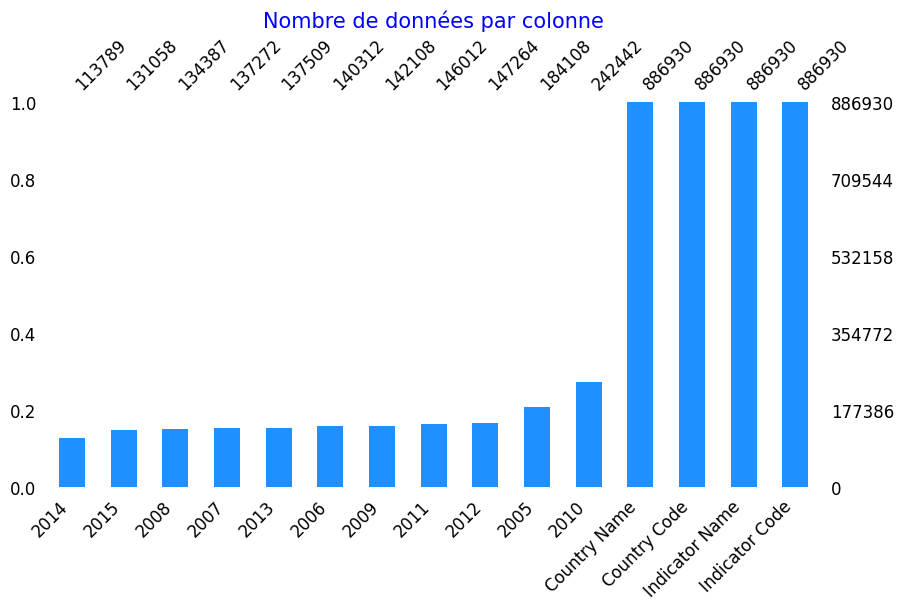 Nombre de données par colonne
113789 131058 134387 137272 137509 140312 142108 146012 147264 184108 242442 886930 886930 886930 886930
1.0 886930
0.8 709544
0.6 532158
0.4 354772
0.2 177386
0.0 0
2014 2015 2008 2007 2013 2006 2009 2011 2012 2005 2010 Country Name Country Code Indicator Name Indicator Code